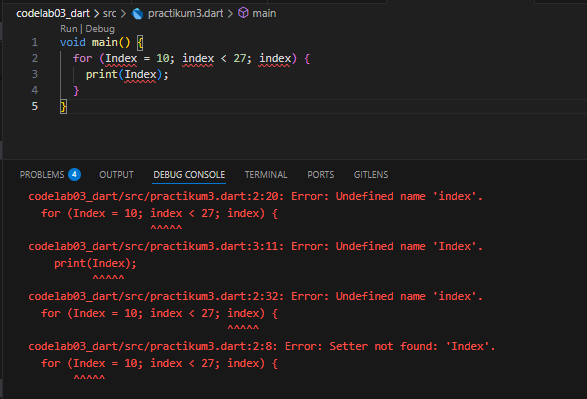 codelab03_dart > src > practikum3.dart > main
Run | Debug
1 void main() {
2 for (Index = 10; index < 27; index) {
3 print(Index);
4 }
5 }
PROBLEMS 4 OUTPUT DEBUG CONSOLE TERMINAL PORTS GITLENS
codelab03_dart/src/practikum3.dart:2:20: Error: Undefined name 'index'.
for (Index = 10; index < 27; index) {
^^^^^
codelab03_dart/src/practikum3.dart:3:11: Error: Undefined name 'Index'.
print(Index);
^^^^^
codelab03_dart/src/practikum3.dart:2:32: Error: Undefined name 'index'.
for (Index = 10; index < 27; index) {
^^^^^
codelab03_dart/src/practikum3.dart:2:8: Error: Setter not found: 'Index'.
for (Index = 10; index < 27; index) {
^^^^^